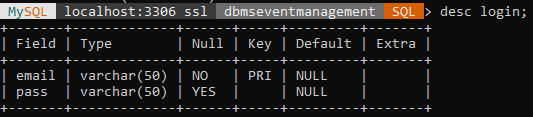 MySQL localhost:3306 ssl dbmseventmanagement SQL > desc login;
+-------+-------------+------+-----+---------+-------+
| Field | Type        | Null | Key | Default | Extra |
+-------+-------------+------+-----+---------+-------+
| email | varchar(50) | NO   | PRI | NULL    |       |
| pass  | varchar(50) | YES  |     | NULL    |       |
+-------+-------------+------+-----+---------+-------+